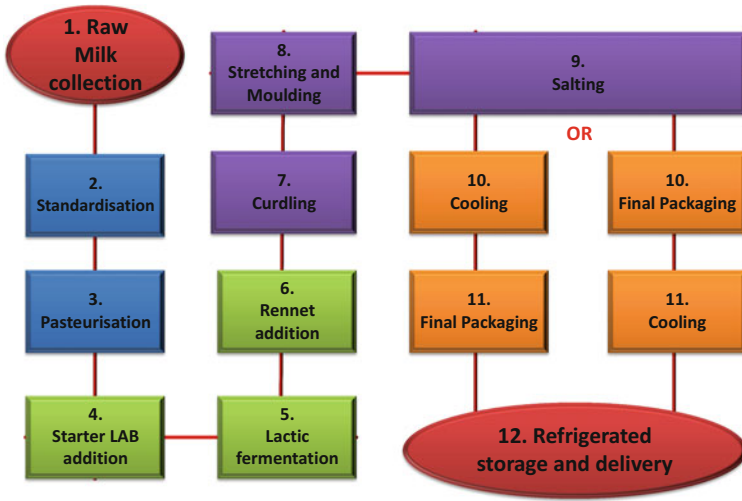 1. Raw
Milk
collection
2.
Standardisation
3.
Pasteurisation
4.
Starter LAB
addition
5.
Lactic
fermentation
6.
Rennet
addition
7.
Curdling
8.
Stretching and
Moulding
9.
Salting
OR
10.
Cooling
11.
Final Packaging
10.
Final Packaging
11.
Cooling
12. Refrigerated
storage and delivery